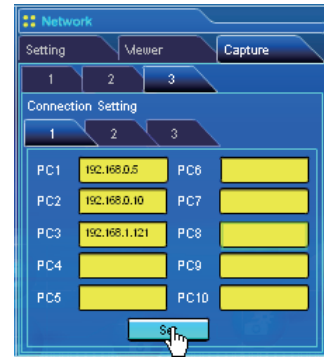 Network
Setting Viewer Capture
1 2 3
Connection Setting
1 2 3
PC1 192.168.0.5 PC6
PC2 192.168.0.10 PC7
PC3 192.168.1.121 PC8
PC4 PC9
PC5 PC10